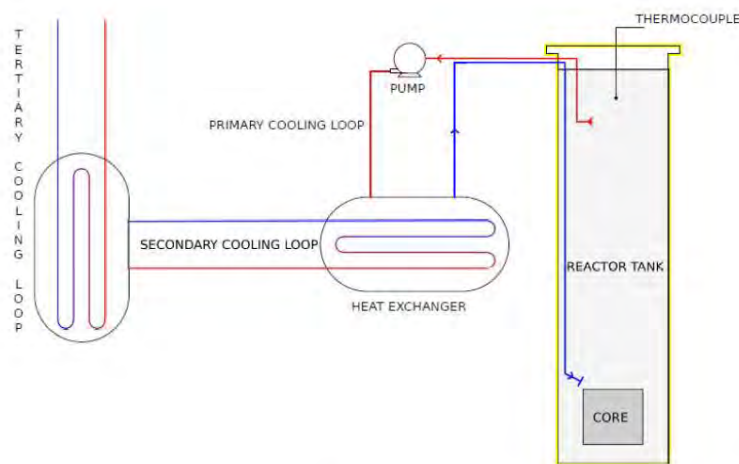 THERMOCOUPLE
TERTIARY COOLING LOOP
PUMP
PRIMARY COOLING LOOP
SECONDARY COOLING LOOP
HEAT EXCHANGER
REACTOR TANK
CORE